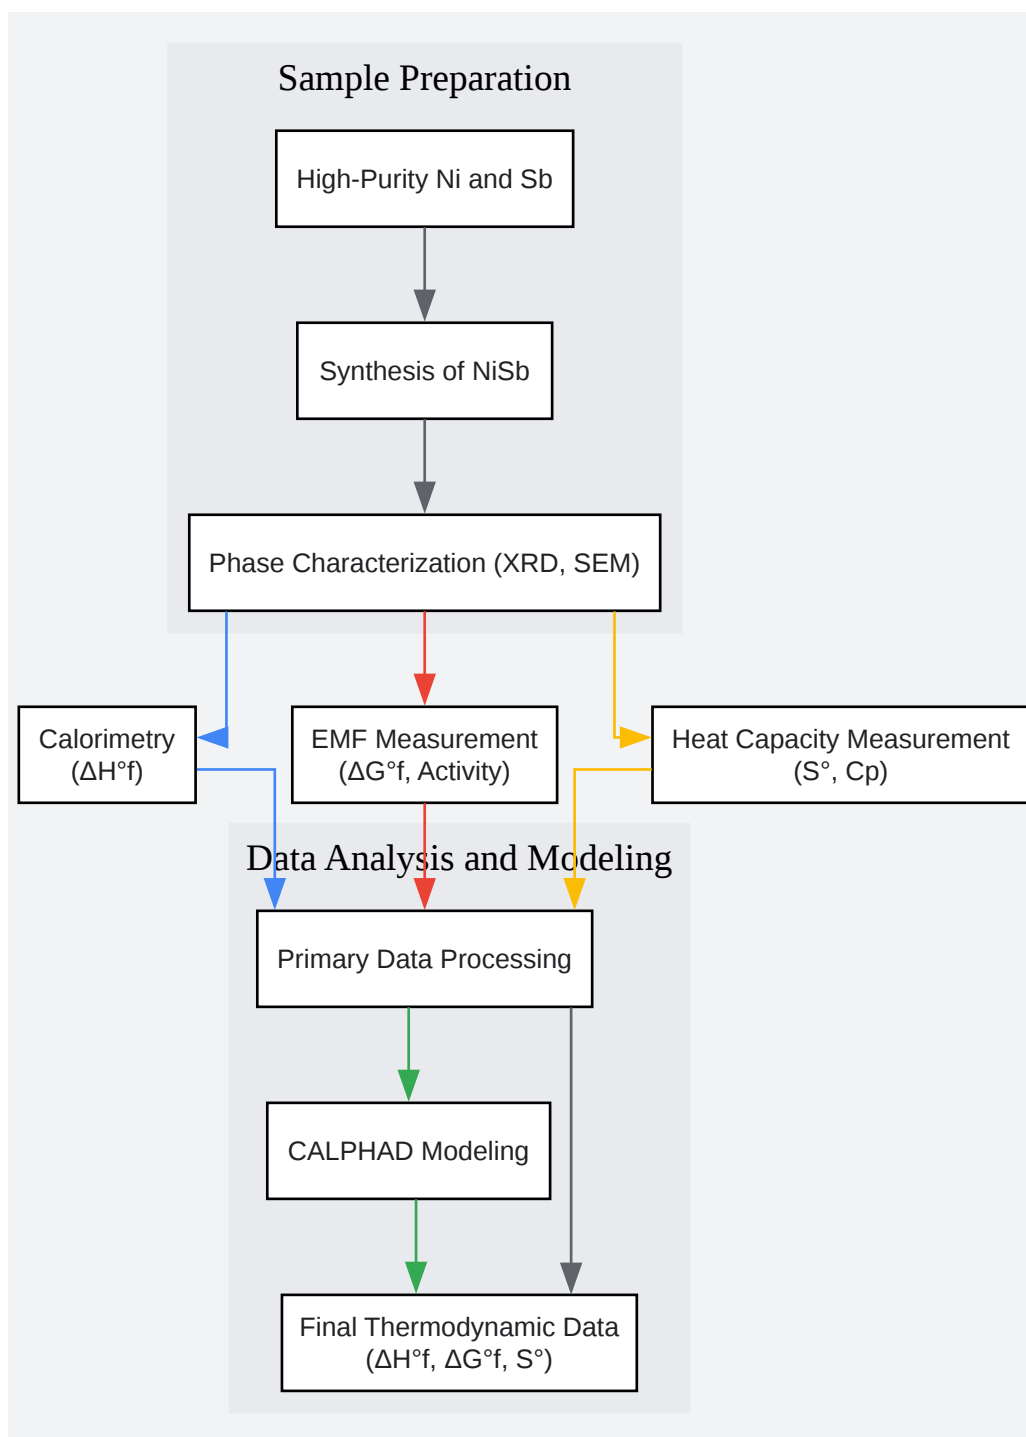 Sample Preparation
High-Purity Ni and Sb
Synthesis of NiSb
Phase Characterization (XRD, SEM)
Calorimetry
(ΔH°f)
EMF Measurement
(ΔG°f, Activity)
Heat Capacity Measurement
(S°, Cp)
Data Analysis and Modeling
Primary Data Processing
CALPHAD Modeling
Final Thermodynamic Data
(ΔH°f, ΔG°f, S°)